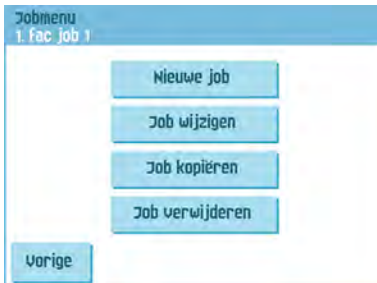 Jobmenu
1. Fac job 1
Nieuwe job
Job wijzigen
Job kopiëren
Job verwijderen
Vorige